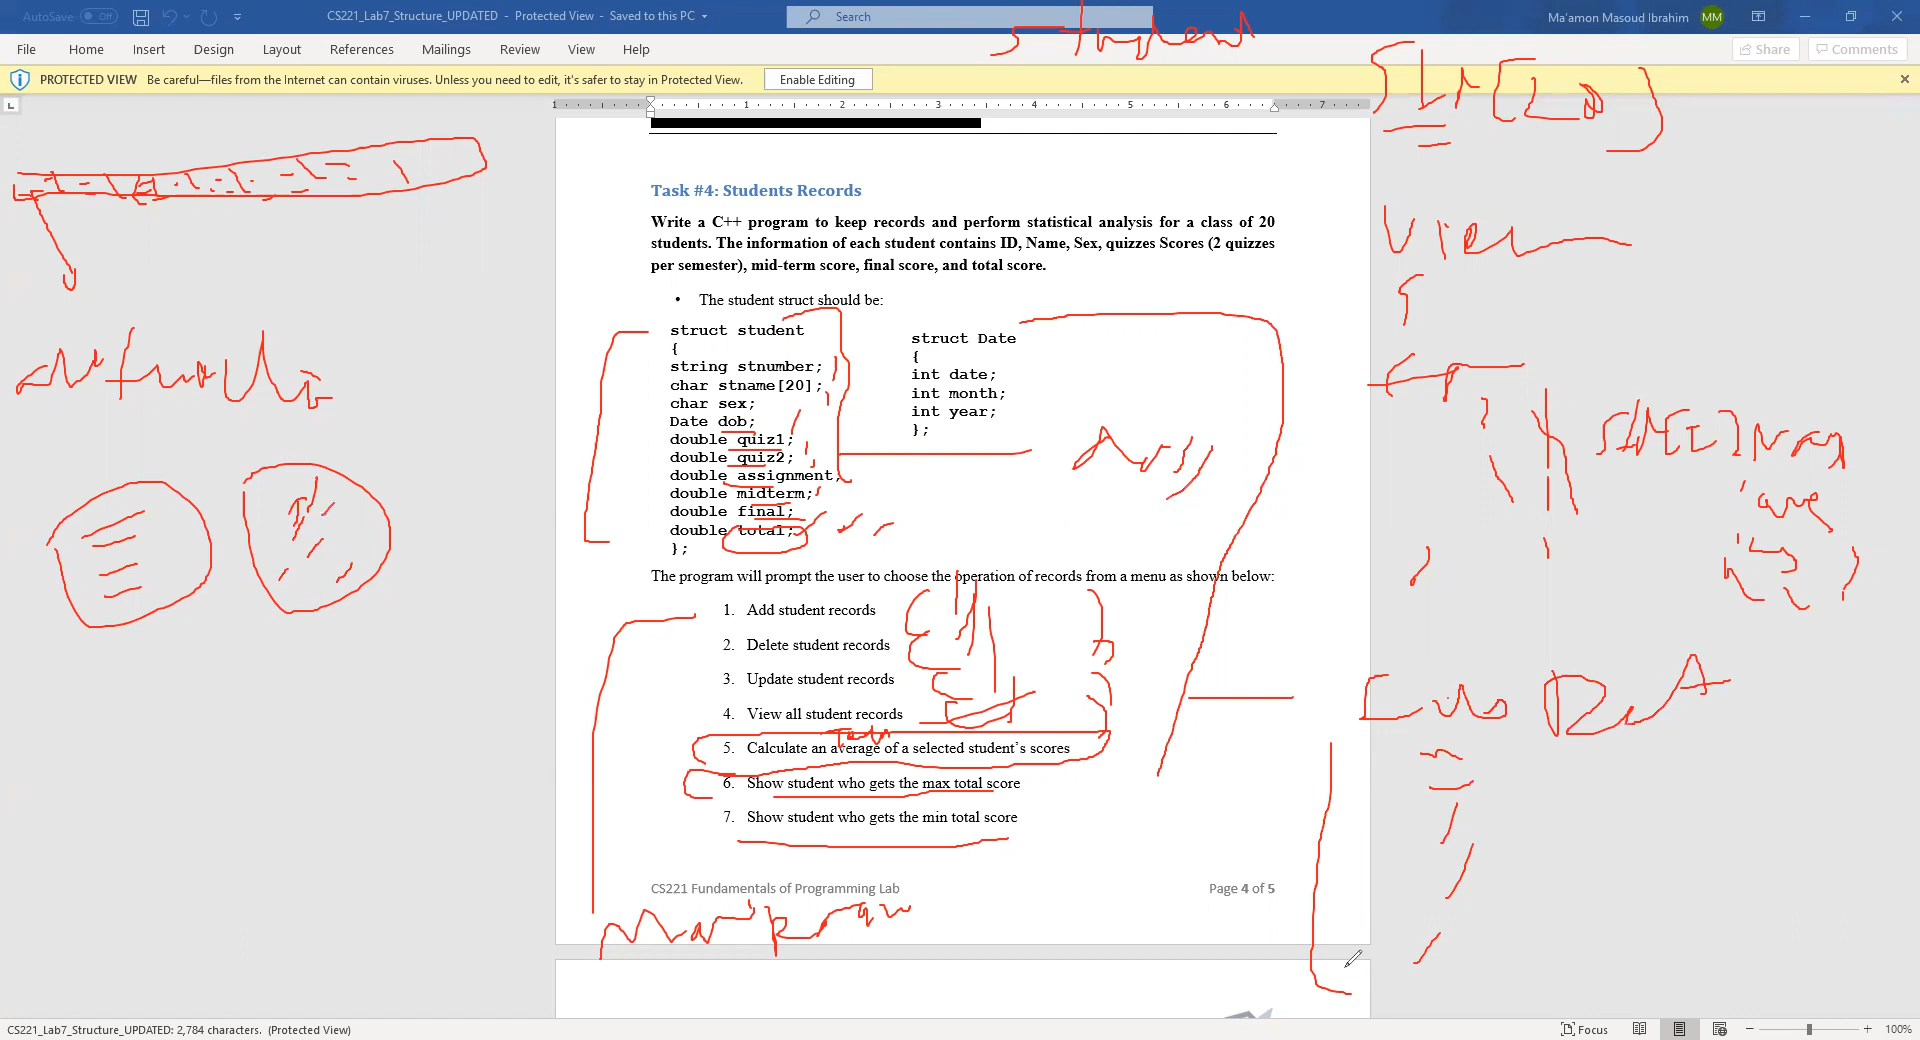 AutoSave Off
CS221_Lab7_Structure_UPDATED - Protected View - Saved to this PC
Search
Ma'amon Masoud Ibrahim MM
File Home Insert Design Layout References Mailings Review View Help
Share Comments
PROTECTED VIEW Be careful—files from the Internet can contain viruses. Unless you need to edit, it's safer to stay in Protected View. Enable Editing
1 1 2 3 4 5 6 7
student
View
Task #4: Students Records
Write a C++ program to keep records and perform statistical analysis for a class of 20
students. The information of each student contains ID, Name, Sex, quizzes Scores (2 quizzes
per semester), mid-term score, final score, and total score.
• The student struct should be:
struct student
{
string stnumber;
char stname[20];
char sex;
Date dob;
double quiz1;
double quiz2;
double assignment;
double midterm;
double final;
double total;
};
struct Date
{
int date;
int month;
int year;
};
The program will prompt the user to choose the operation of records from a menu as shown below:
1. Add student records
2. Delete student records
3. Update student records
4. View all student records
5. Calculate an average of a selected student's scores
6. Show student who gets the max total score
7. Show student who gets the min total score
CS221 Fundamentals of Programming Lab Page 4 of 5
CS221_Lab7_Structure_UPDATED: 2,784 characters. (Protected View)
Focus
100%